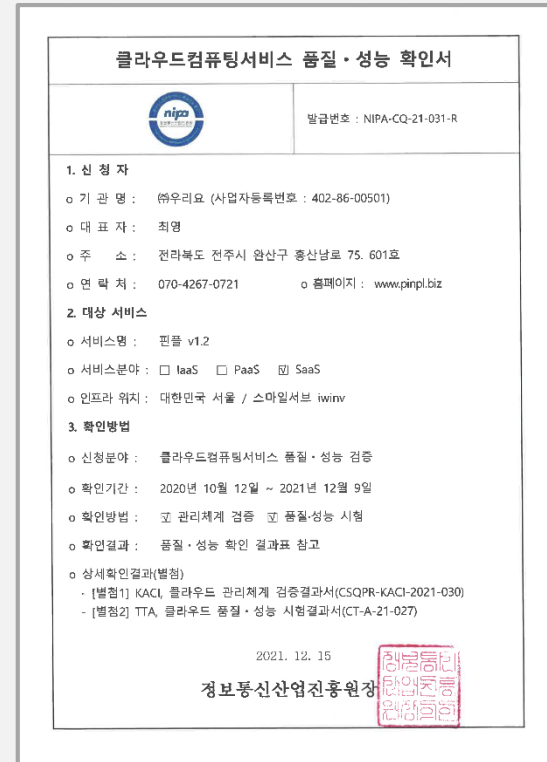 클라우드컴퓨팅서비스 품질·성능 확인서
nipa
발급번호 : NIPA-CQ-21-031-R
1. 신 청 자
o 기 관 명 : ㈜우리요 (사업자등록번호 : 402-86-00501)
o 대 표 자 : 최영
o 주 소 : 전라북도 전주시 완산구 홍산남로 75. 601호
o 연 락 처 : 070-4267-0721 o 홈페이지 : www.pinpl.biz
2. 대상 서비스
o 서비스명 : 핀플 v1.2
o 서비스분야 : ☐ IaaS ☐ PaaS ☑ SaaS
o 인프라 위치 : 대한민국 서울 / 스마일서브 iwinv
3. 확인방법
o 신청분야 : 클라우드컴퓨팅서비스 품질·성능 검증
o 확인기간 : 2020년 10월 12일 ~ 2021년 12월 9일
o 확인방법 : ☑ 관리체계 검증 ☑ 품질·성능 시험
o 확인결과 : 품질·성능 확인 결과표 참고
o 상세확인결과(별첨)
- [별첨1] KACI, 클라우드 관리체계 검증결과서(CSQPR-KACI-2021-030)
- [별첨2] TTA, 클라우드 품질·성능 시험결과서(CT-A-21-027)
2021. 12. 15
정보통신산업진흥원장